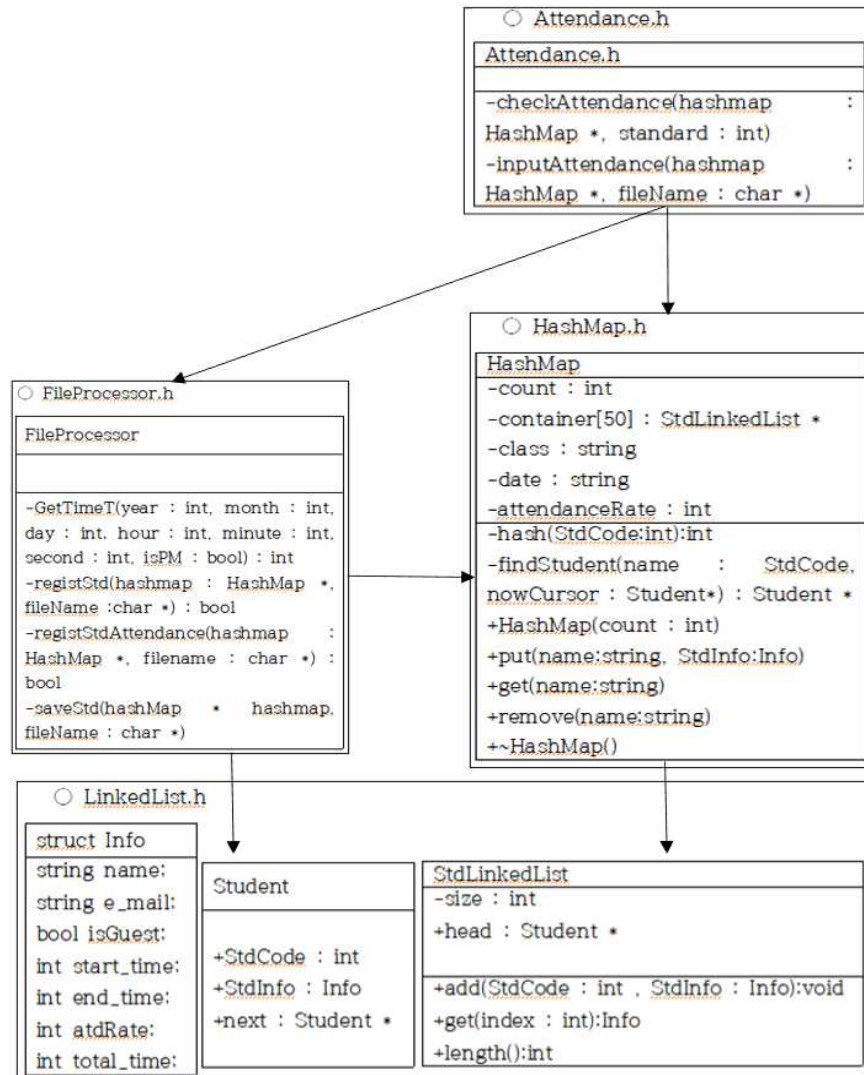 Attendance.h
Attendance.h
-checkAttendance(hashmap :
HashMap *, standard : int)
-inputAttendance(hashmap :
HashMap *, fileName : char *)
HashMap.h
HashMap
-count : int
-container[50] : StdLinkedList *
-class : string
-date : string
-attendanceRate : int
-hash(StdCode:int):int
-findStudent(name : StdCode,
nowCursor : Student*) : Student *
+HashMap(count : int)
+put(name:string, StdInfo:Info)
+get(name:string)
+remove(name:string)
+~HashMap()
FileProcessor.h
FileProcessor
-GetTimeT(year : int, month : int,
day : int. hour : int, minute : int,
second : int, isPM : bool) : int
-registStd(hashmap : HashMap *,
fileName :char *) : bool
-registStdAttendance(hashmap :
HashMap *, filename : char *) :
bool
-saveStd(hashMap * hashmap,
fileName : char *)
LinkedList.h
struct Info
string name;
string e_mail;
bool isGuest;
int start_time;
int end_time;
int atdRate;
int total_time;
Student
+StdCode : int
+StdInfo : Info
+next : Student *
StdLinkedList
-size : int
+head : Student *
+add(StdCode : int , StdInfo : Info):void
+get(index : int):Info
+length():int